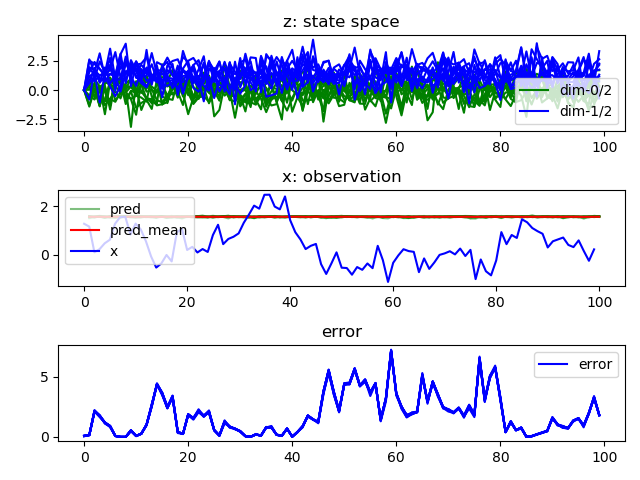 z: state space
2.5
0.0
−2.5
dim-0/2
dim-1/2
0 20 40 60 80 100
x: observation
2
0
pred
pred_mean
x
0 20 40 60 80 100
error
5
0
error
0 20 40 60 80 100